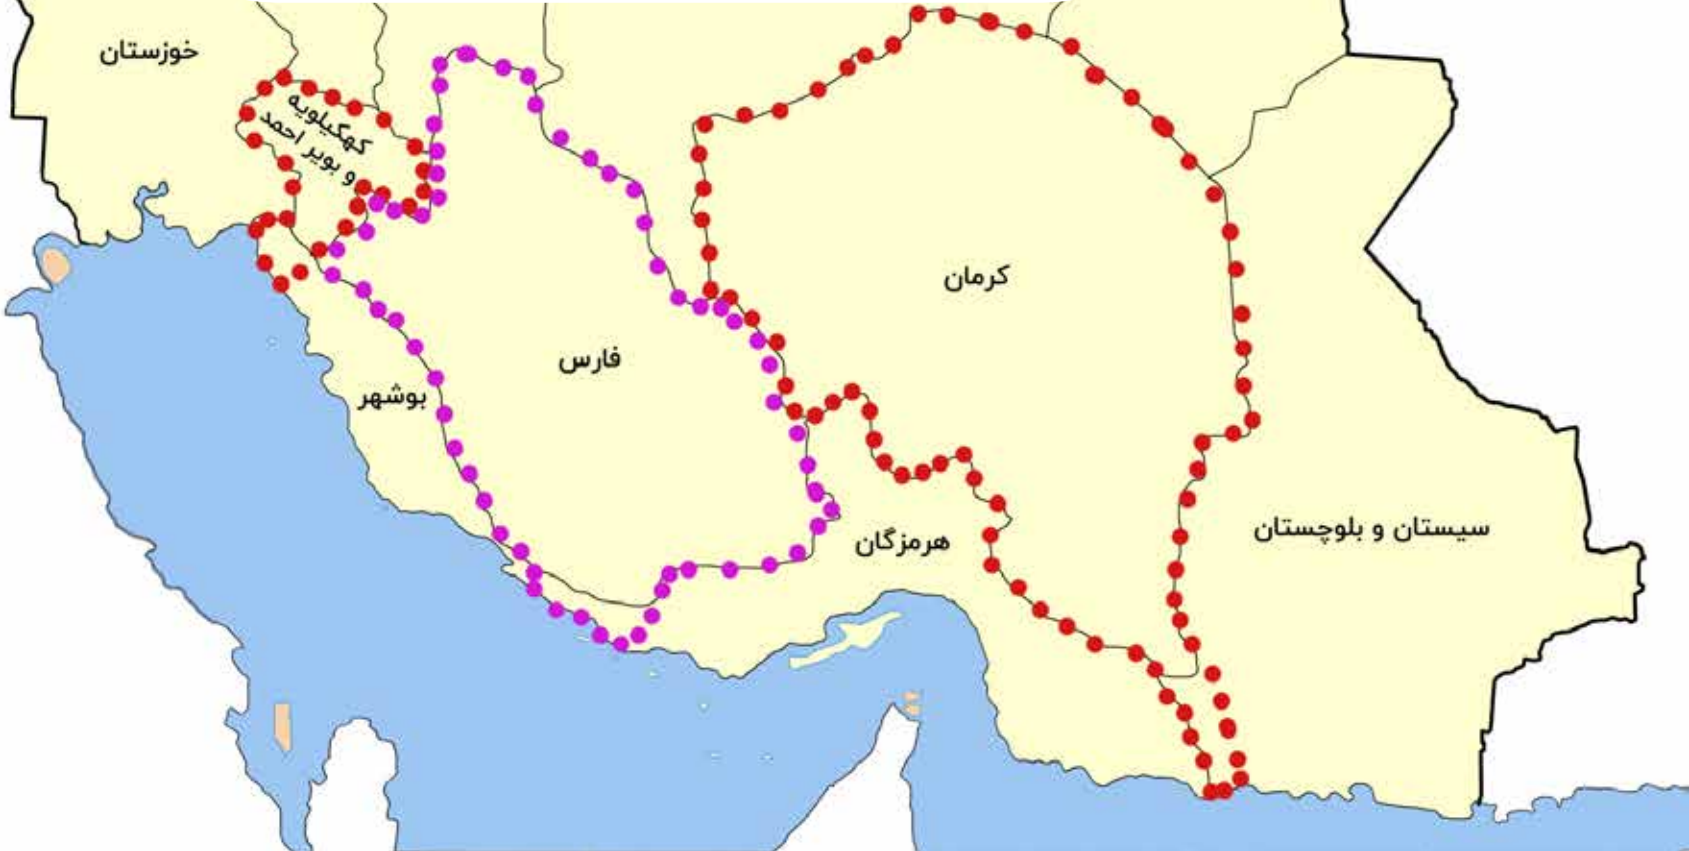 خوزستان
کهگیلویه
و بویر احمد
کرمان
فارس
بوشهر
سیستان و بلوچستان
هرمزگان